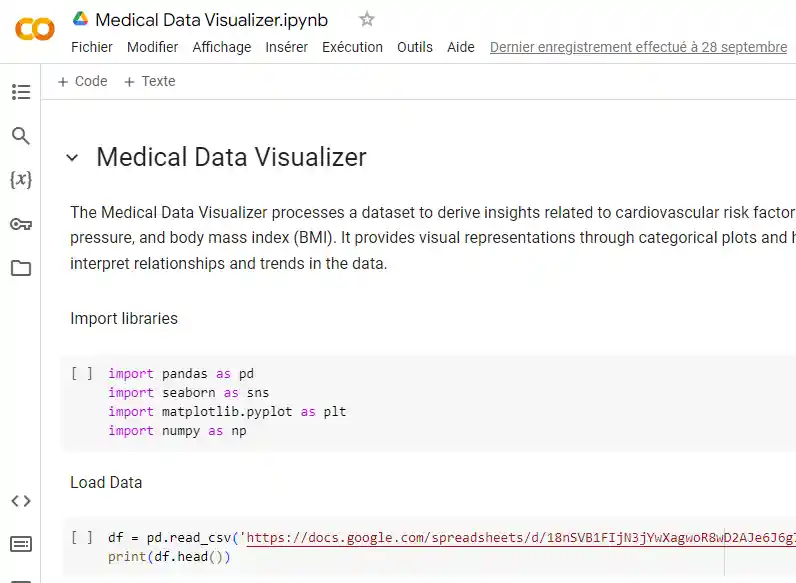 Medical Data Visualizer.ipynb
Fichier Modifier Affichage Insérer Exécution Outils Aide Dernier enregistrement effectué à 28 septembre
+ Code + Texte
Medical Data Visualizer
The Medical Data Visualizer processes a dataset to derive insights related to cardiovascular risk factor
pressure, and body mass index (BMI). It provides visual representations through categorical plots and h
interpret relationships and trends in the data.
Import libraries
[ ] import pandas as pd
import seaborn as sns
import matplotlib.pyplot as plt
import numpy as np
Load Data
[ ] df = pd.read_csv('https://docs.google.com/spreadsheets/d/18nSVB1FIjN3jYwXagwoR8wD2AJe6J6g
print(df.head())